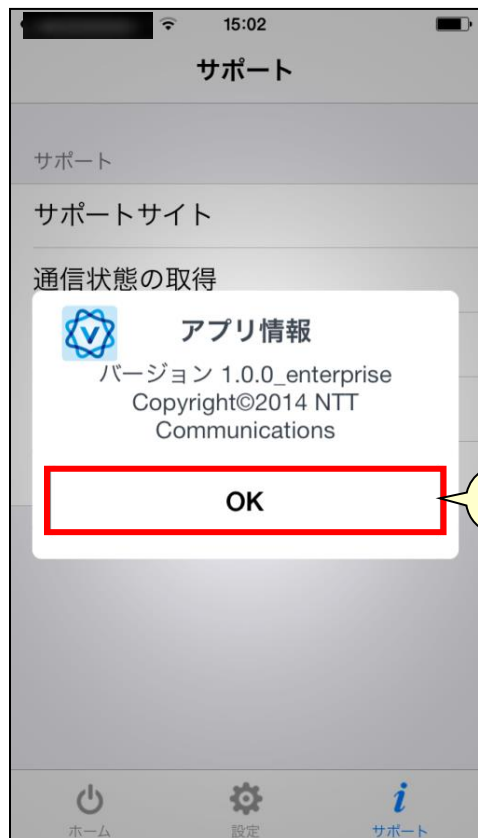 15:02
サポート
サポート
サポートサイト
通信状態の取得
アプリ情報
バージョン 1.0.0_enterprise
Copyright©2014 NTT
Communications
OK
ホーム
設定
サポート